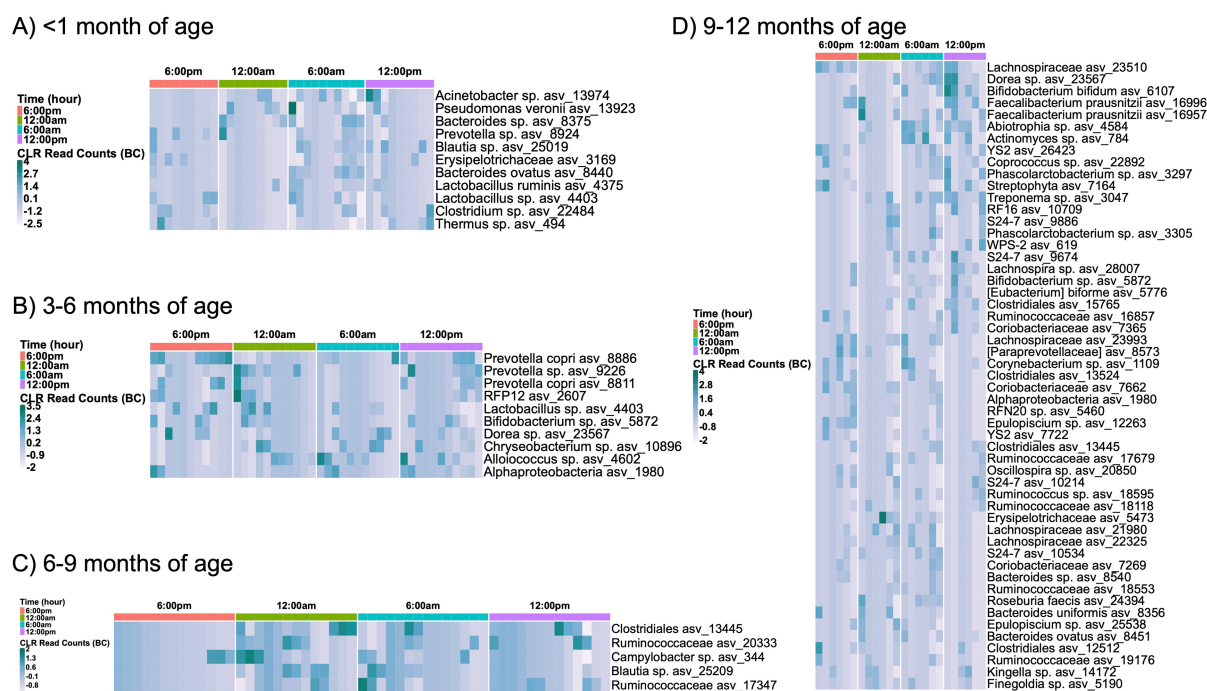 A) <1 month of age
6:00pm 12:00am 6:00am 12:00pm
Time (hour)
6:00pm
12:00am
6:00am
12:00pm
CLR Read Counts (BC)
4
2.7
1.4
0.1
-1.2
-2.5
Acinetobacter sp. asv_13974
Pseudomonas veronii asv_13923
Bacteroides sp. asv_8375
Prevotella sp. asv_8924
Blautia sp. asv_25019
Erysipelotrichaceae asv_3169
Bacteroides ovatus asv_8440
Lactobacillus ruminis asv_4375
Lactobacillus sp. asv_4403
Clostridium sp. asv_22484
Thermus sp. asv_494
B) 3-6 months of age
6:00pm 12:00am 6:00am 12:00pm
Time (hour)
6:00pm
12:00am
6:00am
12:00pm
CLR Read Counts (BC)
3.5
2.4
1.3
0.2
-0.9
-2
Prevotella copri asv_8886
Prevotella sp. asv_9226
Prevotella copri asv_8811
RFP12 asv_2607
Lactobacillus sp. asv_4403
Bifidobacterium sp. asv_5872
Dorea sp. asv_23567
Chryseobacterium sp. asv_10896
Alloiococcus sp. asv_4602
Alphaproteobacteria asv_1980
C) 6-9 months of age
6:00pm 12:00am 6:00am 12:00pm
Time (hour)
6:00pm
12:00am
6:00am
12:00pm
CLR Read Counts (BC)
2
1.3
0.6
-0.1
-0.8
Clostridiales asv_13445
Ruminococcaceae asv_20333
Campylobacter sp. asv_344
Blautia sp. asv_25209
Ruminococcaceae asv_17347
D) 9-12 months of age
6:00pm 12:00am 6:00am 12:00pm
Time (hour)
6:00pm
12:00am
6:00am
12:00pm
CLR Read Counts (BC)
4
2.8
1.6
0.4
-0.8
-2
Lachnospiraceae asv_23510
Dorea sp. asv_23567
Bifidobacterium bifidum asv_6107
Faecalibacterium prausnitzii asv_16996
Faecalibacterium prausnitzii asv_16957
Abiotrophia sp. asv_4584
Actinomyces sp. asv_784
YS2 asv_26423
Coprococcus sp. asv_22892
Phascolarctobacterium sp. asv_3297
Streptophyta asv_7164
Treponema sp. asv_3047
RF16 asv_10709
S24-7 asv_9886
Phascolarctobacterium sp. asv_3305
WPS-2 asv_619
S24-7 asv_9674
Lachnospira sp. asv_28007
Bifidobacterium sp. asv_5872
[Eubacterium] biforme asv_5776
Clostridiales asv_15765
Ruminococcaceae asv_16857
Coriobacteriaceae asv_7365
Lachnospiraceae asv_23993
[Paraprevotellaceae] asv_8573
Corynebacterium sp. asv_1109
Clostridiales asv_13524
Coriobacteriaceae asv_7662
Alphaproteobacteria asv_1980
RFN20 sp. asv_5460
Epulopiscium sp. asv_12263
YS2 asv_7722
Clostridiales asv_13445
Ruminococcaceae asv_17679
Oscillospira sp. asv_20850
S24-7 asv_10214
Ruminococcus sp. asv_18595
Ruminococcaceae asv_18118
Erysipelotrichaceae asv_5473
Lachnospiraceae asv_21980
Lachnospiraceae asv_22325
S24-7 asv_10534
Coriobacteriaceae asv_7269
Bacteroides sp. asv_8540
Ruminococcaceae asv_18553
Roseburia faecis asv_24394
Bacteroides uniformis asv_8356
Epulopiscium sp. asv_25538
Bacteroides ovatus asv_8451
Clostridiales asv_12512
Ruminococcaceae asv_19176
Kingella sp. asv_14172
Finegoldia sp. asv_5190